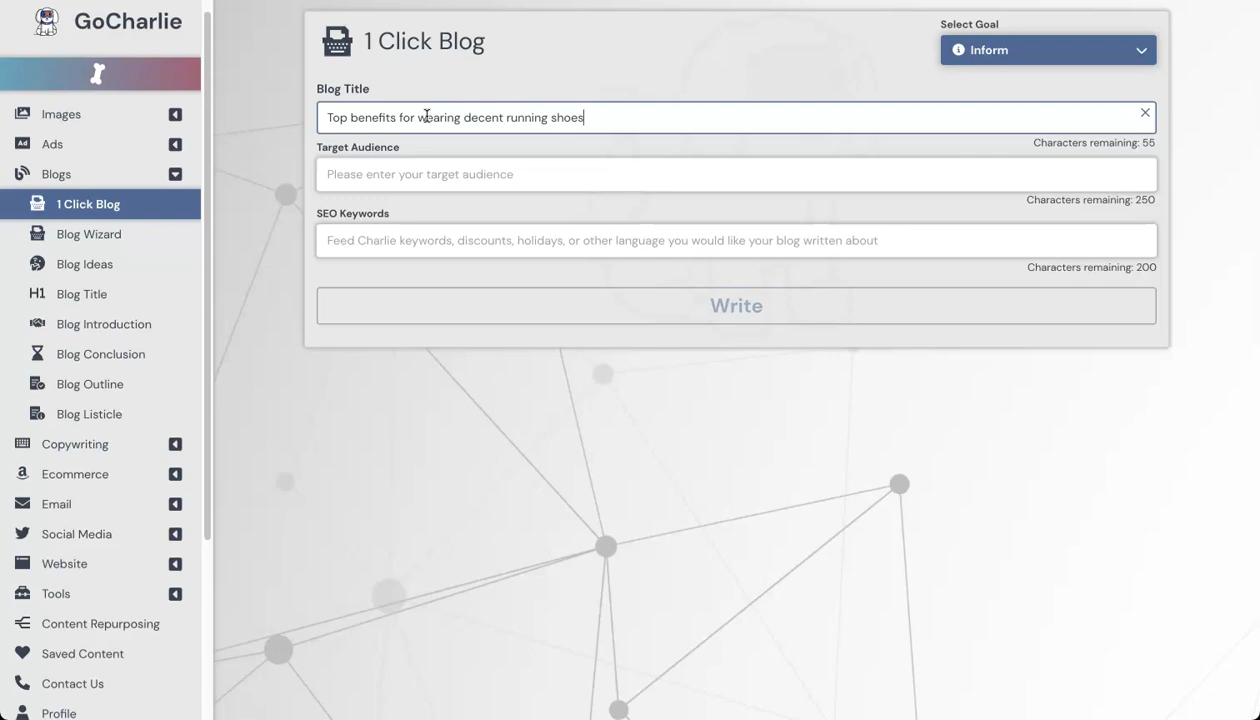 GoCharlie
Images
Ad
Ads
Blogs
1 Click Blog
Blog Wizard
Blog Ideas
H1 Blog Title
Blog Introduction
Blog Conclusion
Blog Outline
Blog Listicle
Copywriting
Ecommerce
Email
Social Media
Website
Tools
Content Repurposing
Saved Content
Contact Us
Profile
1 Click Blog
Select Goal
Inform
Blog Title
Top benefits for wearing decent running shoes
Characters remaining: 55
Target Audience
Please enter your target audience
Characters remaining: 250
SEO Keywords
Feed Charlie keywords, discounts, holidays, or other language you would like your blog written about
Characters remaining: 200
Write